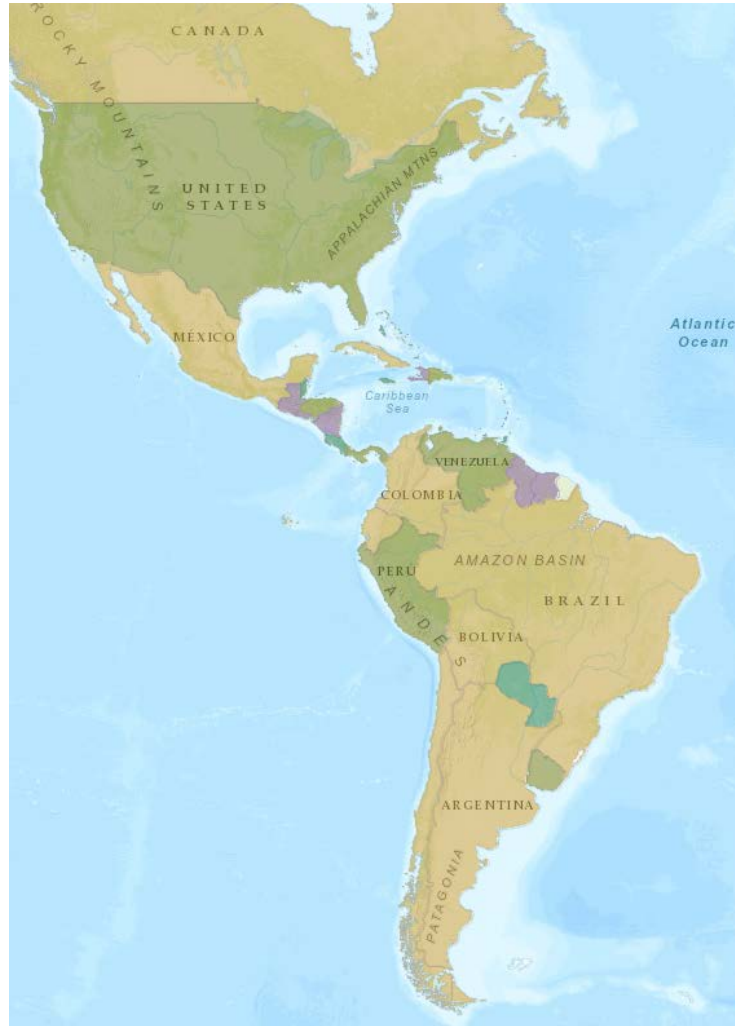 CANADA
ROCKY MOUNTAINS
UNITED
STATES
APPALACHIAN MTNS
Atlantic
Ocean
MÉXICO
Caribbean
Sea
VENEZUELA
COLOMBIA
AMAZON BASIN
PERU
BRAZIL
ANDES
BOLIVIA
ARGENTINA
PATAGONIA